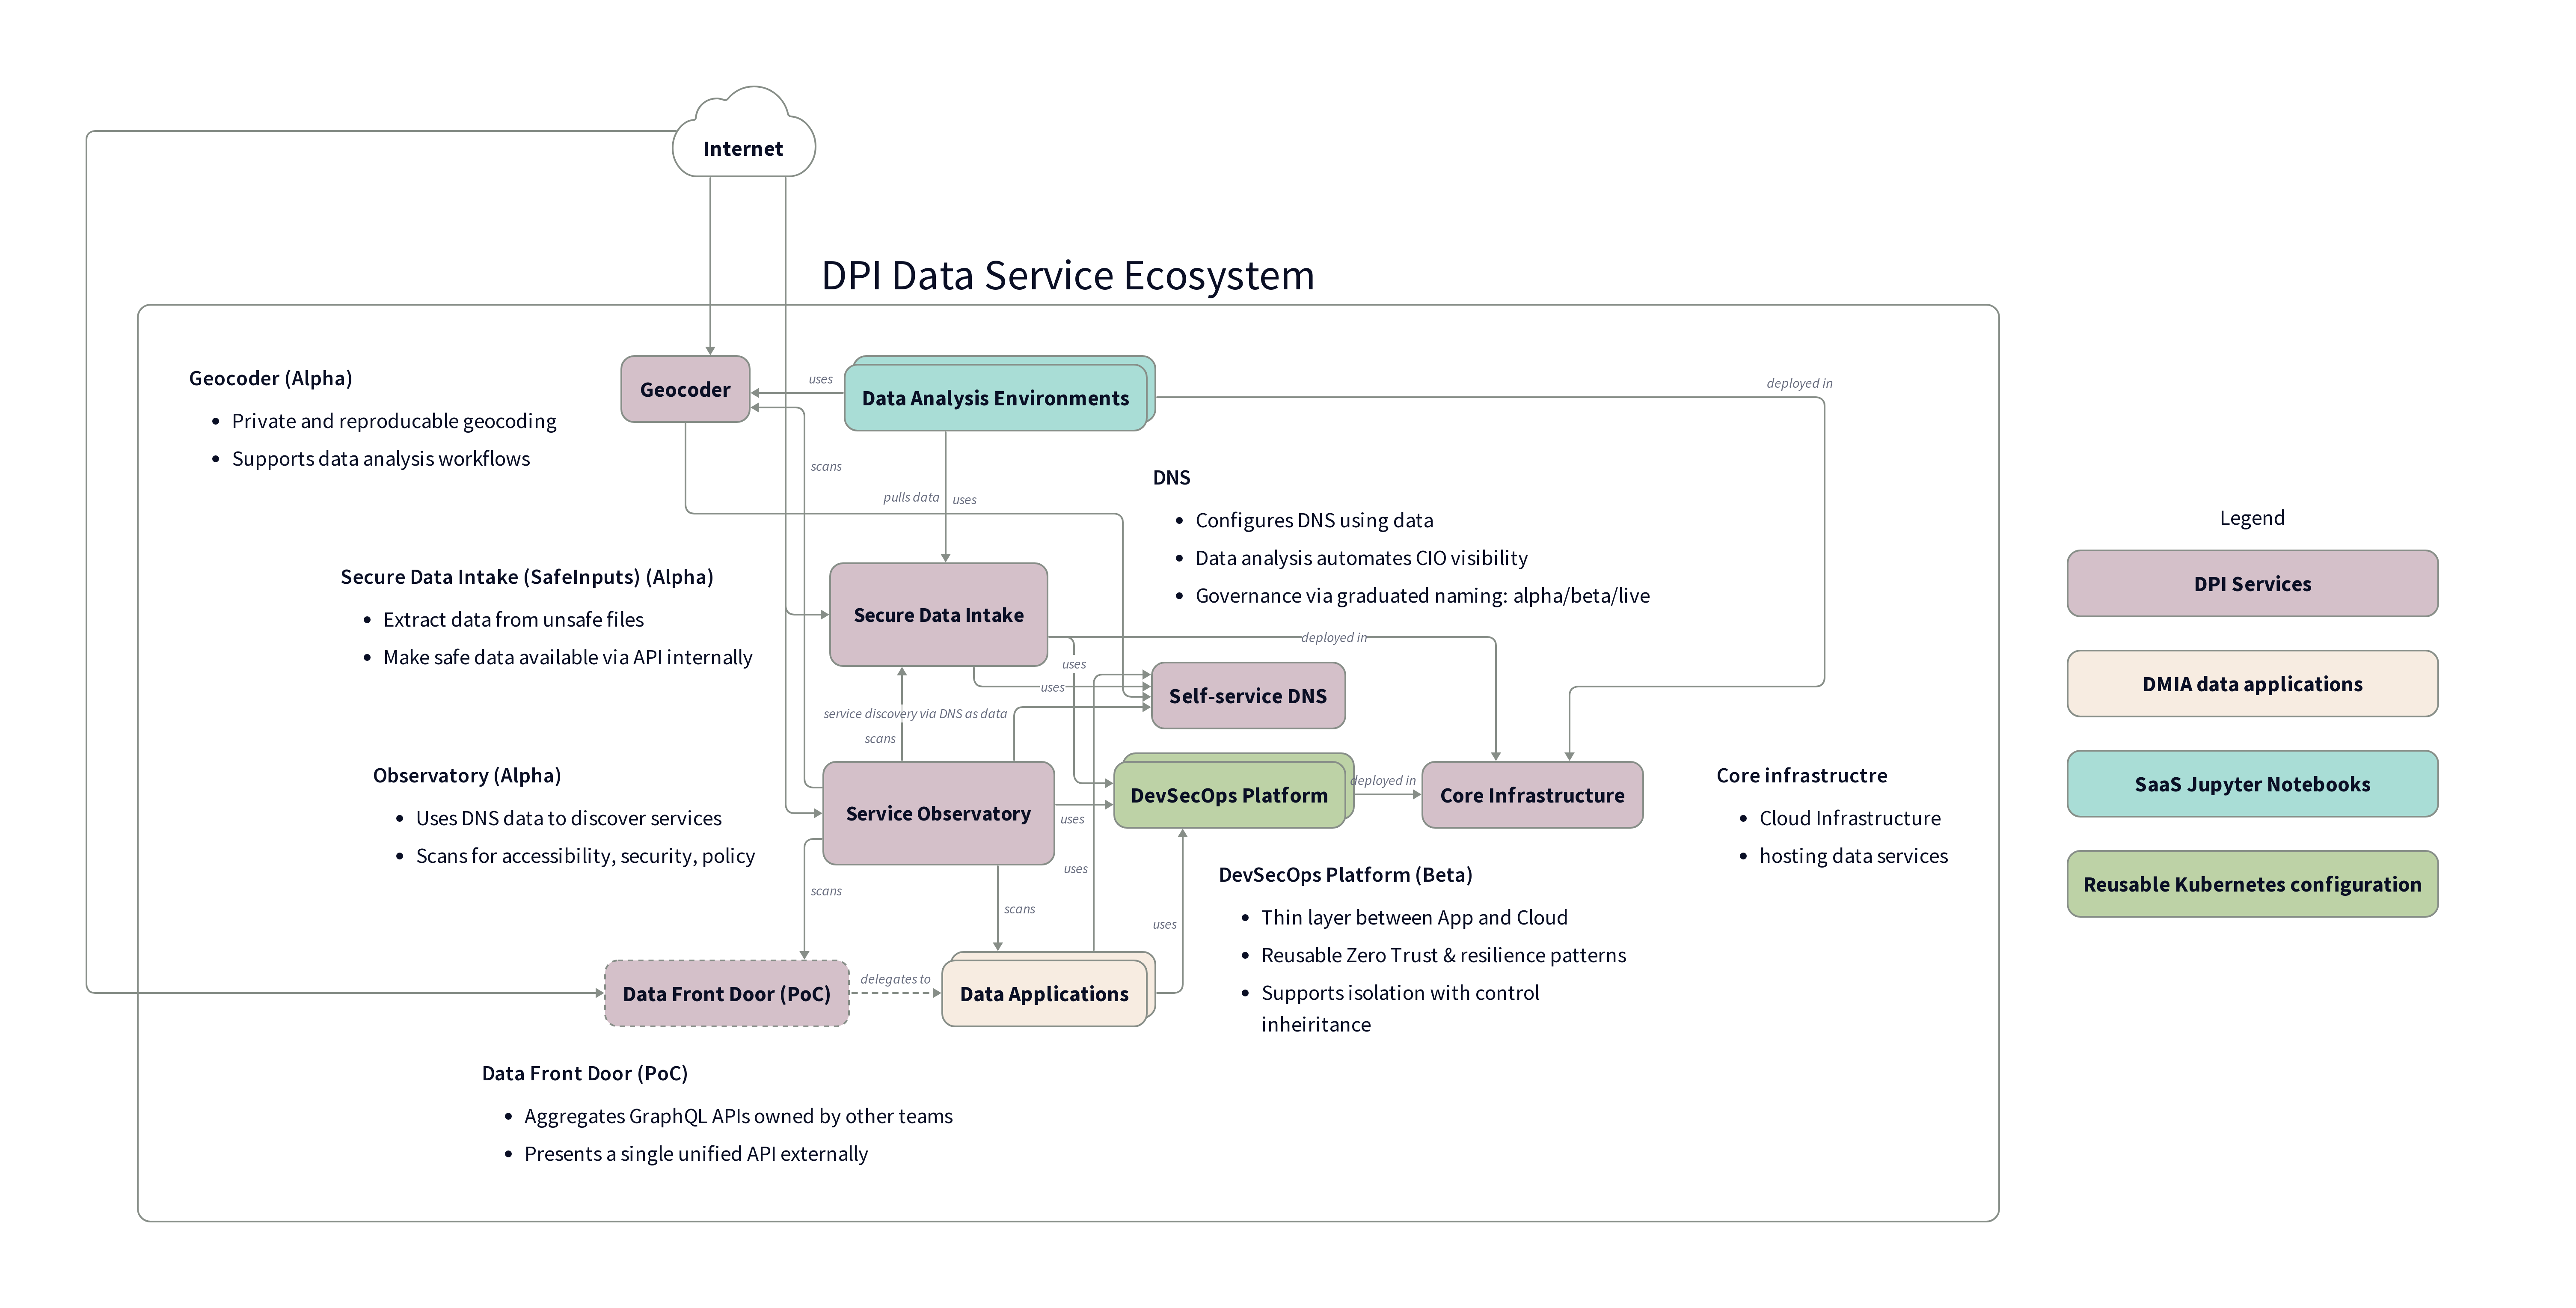 Internet
DPI Data Service Ecosystem
Geocoder (Alpha)
• Private and reproducable geocoding
• Supports data analysis workflows
Geocoder
uses
Data Analysis Environments
deployed in
scans
pulls data
uses
DNS
• Configures DNS using data
• Data analysis automates CIO visibility
• Governance via graduated naming: alpha/beta/live
Secure Data Intake (SafeInputs) (Alpha)
• Extract data from unsafe files
• Make safe data available via API internally
Secure Data Intake
deployed in
uses
uses
Self-service DNS
service discovery via DNS as data
scans
Observatory (Alpha)
• Uses DNS data to discover services
• Scans for accessibility, security, policy
Service Observatory
uses
DevSecOps Platform
deployed in
Core Infrastructure
Core infrastructre
• Cloud Infrastructure
• hosting data services
scans
scans
uses
uses
DevSecOps Platform (Beta)
• Thin layer between App and Cloud
• Reusable Zero Trust & resilience patterns
• Supports isolation with control
inheiritance
Data Front Door (PoC)
delegates to
Data Applications
Data Front Door (PoC)
• Aggregates GraphQL APIs owned by other teams
• Presents a single unified API externally
Legend
DPI Services
DMIA data applications
SaaS Jupyter Notebooks
Reusable Kubernetes configuration